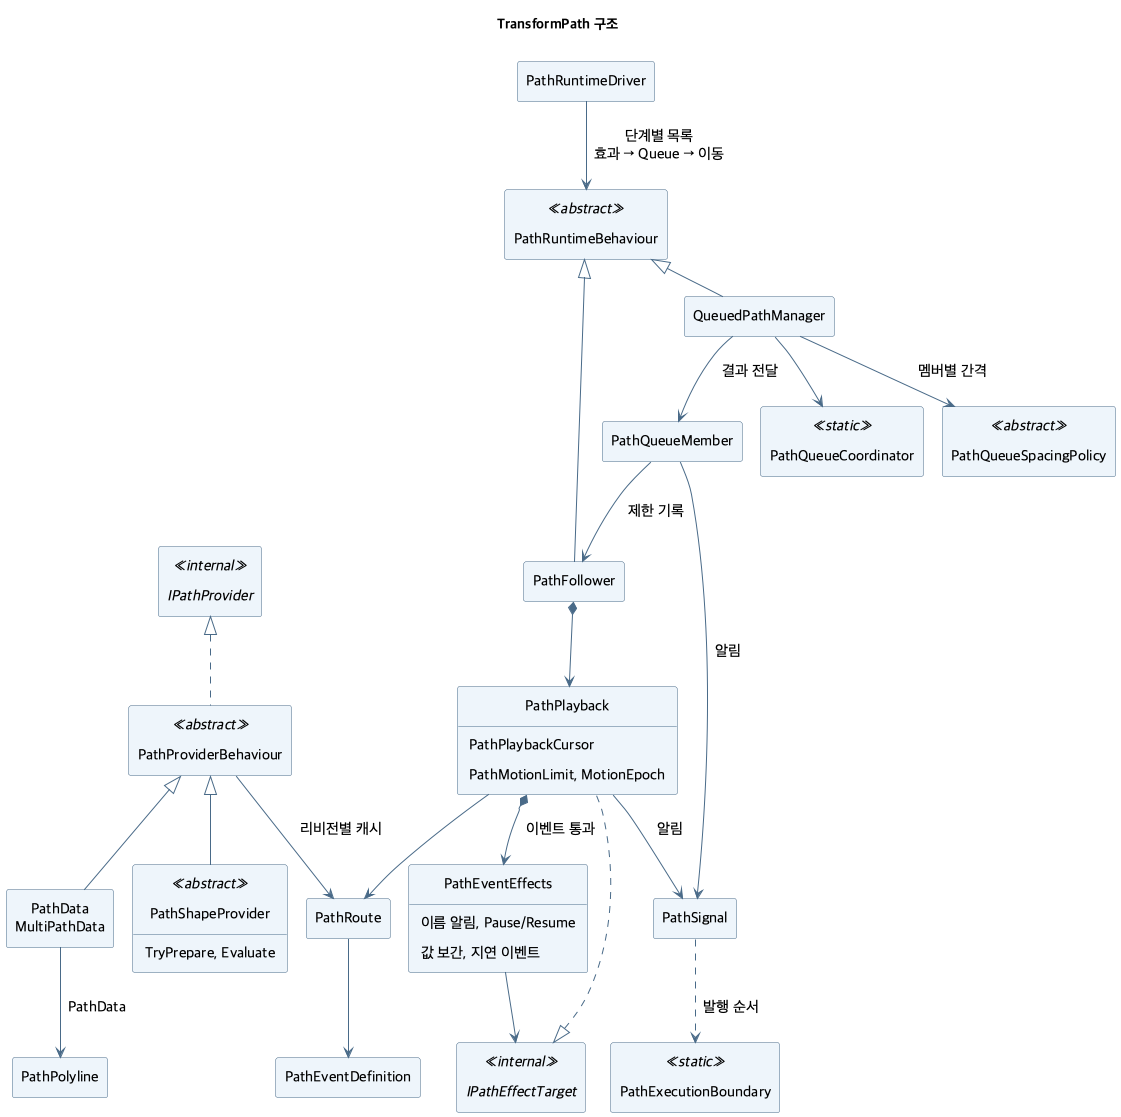 TransformPath 구조
PathRuntimeDriver
단계별 목록
효과 → Queue → 이동
≪abstract≫
PathRuntimeBehaviour
QueuedPathManager
결과 전달
멤버별 간격
PathQueueMember
≪static≫
PathQueueCoordinator
≪abstract≫
PathQueueSpacingPolicy
제한 기록
≪internal≫
IPathProvider
PathFollower
알림
≪abstract≫
PathProviderBehaviour
PathPlayback
PathPlaybackCursor
PathMotionLimit, MotionEpoch
리비전별 캐시
이벤트 통과
알림
PathData
MultiPathData
≪abstract≫
PathShapeProvider
TryPrepare, Evaluate
PathRoute
PathEventEffects
이름 알림, Pause/Resume
값 보간, 지연 이벤트
PathSignal
PathData
발행 순서
PathPolyline
PathEventDefinition
≪internal≫
IPathEffectTarget
≪static≫
PathExecutionBoundary